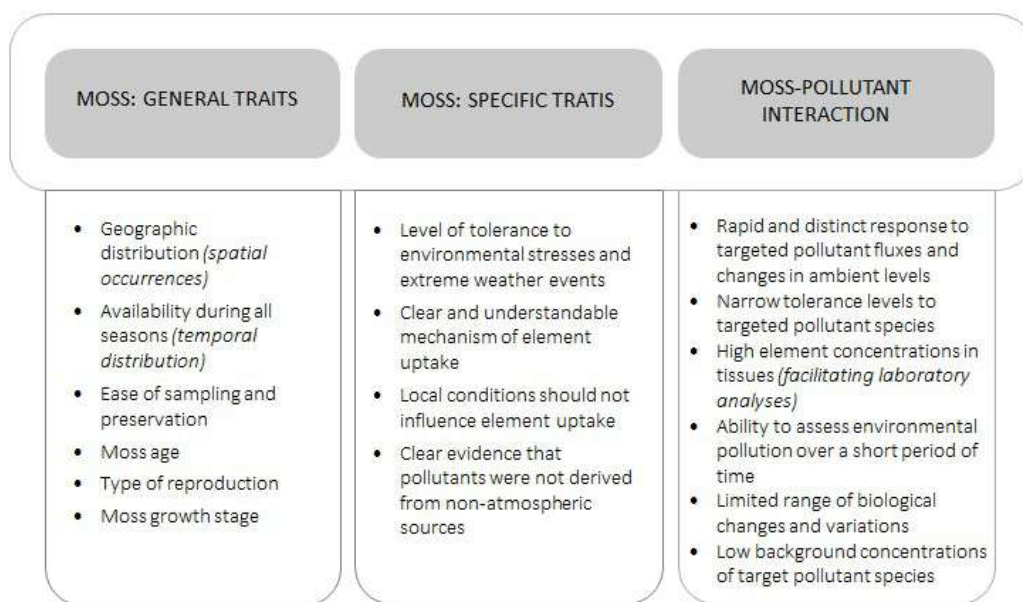 MOSS: GENERAL TRAITS
MOSS: SPECIFIC TRATIS
MOSS-POLLUTANT
INTERACTION
• Geographic
distribution (spatial
occurrences)
• Availability during all
seasons (temporal
distribution)
• Ease of sampling and
preservation
• Moss age
• Type of reproduction
• Moss growth stage
• Level of tolerance to
environmental stresses and
extreme weather events
• Clear and understandable
mechanism of element
uptake
• Local conditions should not
influence element uptake
• Clear evidence that
pollutants were not derived
from non-atmospheric
sources
• Rapid and distinct response to
targeted pollutant fluxes and
changes in ambient levels
• Narrow tolerance levels to
targeted pollutant species
• High element concentrations in
tissues (facilitating laboratory
analyses)
• Ability to assess environmental
pollution over a short period of
time
• Limited range of biological
changes and variations
• Low background concentrations
of target pollutant species